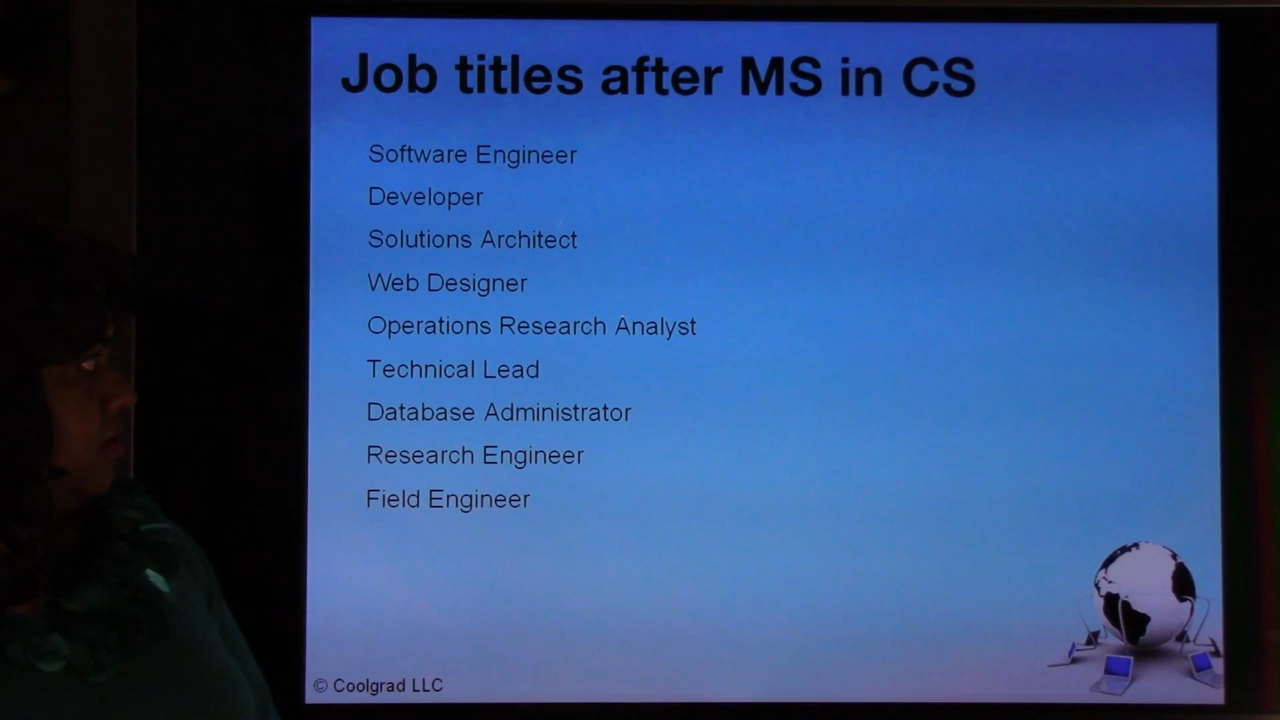 Job titles after MS in CS
Software Engineer
Developer
Solutions Architect
Web Designer
Operations Research Analyst
Technical Lead
Database Administrator
Research Engineer
Field Engineer
© Coolgrad LLC